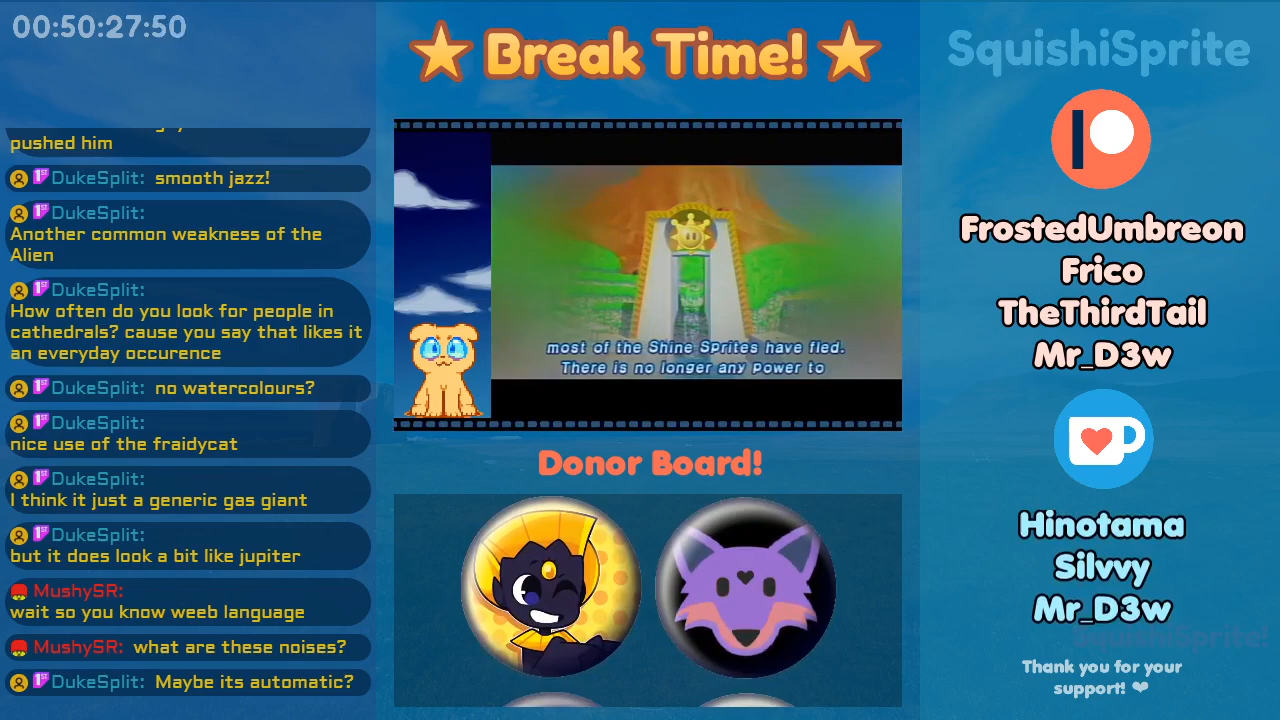 00:50:27:50
pushed him
DukeSplit: smooth jazz!
DukeSplit:
Another common weakness of the
Alien
DukeSplit:
How often do you look for people in
cathedrals? cause you say that likes it
an everyday occurence
DukeSplit: no watercolours?
DukeSplit:
nice use of the fraidycat
DukeSplit:
I think it just a generic gas giant
DukeSplit:
but it does look a bit like jupiter
MushySR:
wait so you know weeb language
MushySR: what are these noises?
DukeSplit: Maybe its automatic?
Break Time!
most of the Shine Sprites have fled.
There is no longer any power to
Donor Board!
SquishiSprite
FrostedUmbreon
Frico
TheThirdTail
Mr_D3w
Hinotama
Silvvy
Mr_D3w
SquishiSprite!
Thank you for your
support! ❤